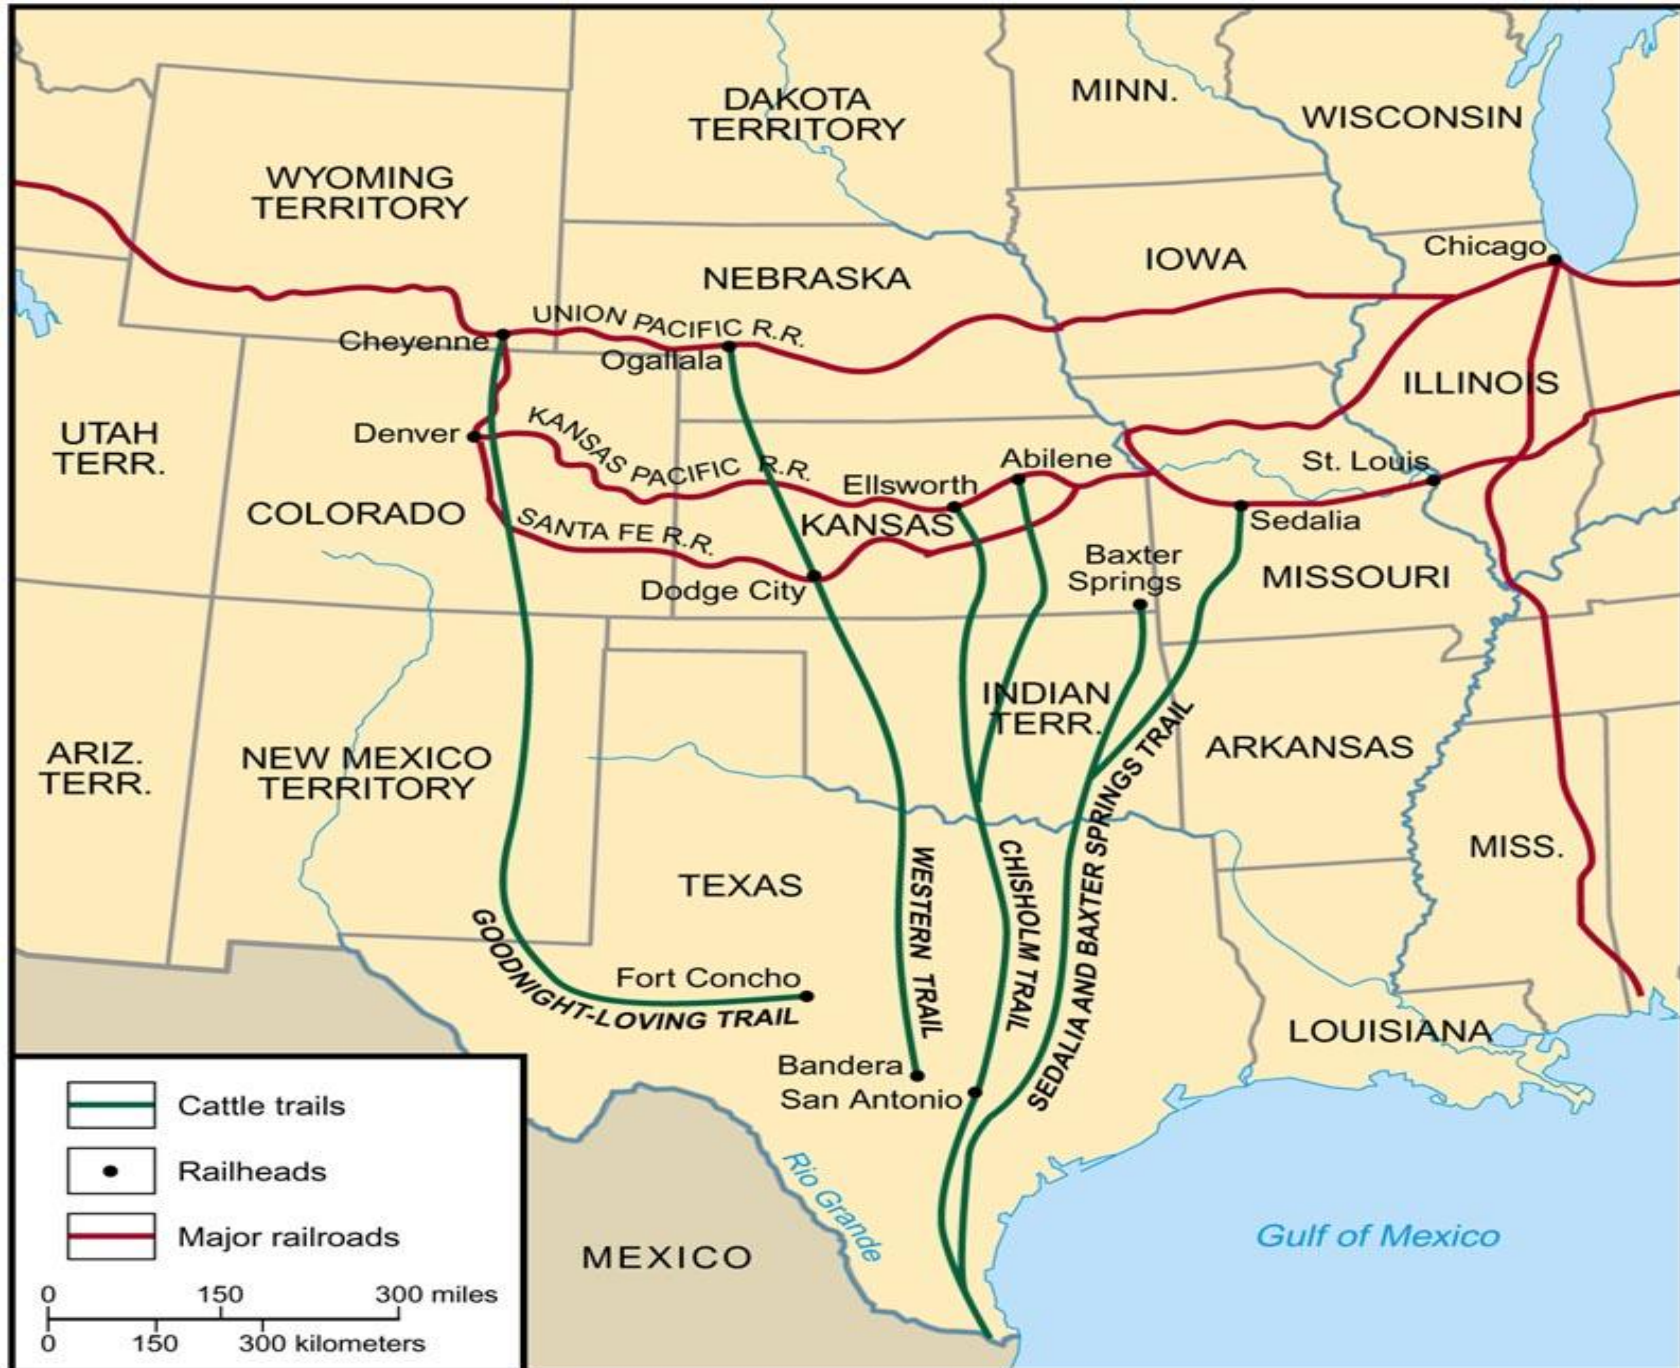 DAKOTA
TERRITORY
MINN.
WISCONSIN
WYOMING
TERRITORY
Chicago
IOWA
NEBRASKA
UNION PACIFIC R.R.
Cheyenne
Ogallala
ILLINOIS
UTAH
TERR.
Denver
KANSAS PACIFIC R.R.
Abilene
St. Louis
Ellsworth
COLORADO
SANTA FE R.R.
KANSAS
Sedalia
Baxter
Springs
MISSOURI
Dodge City
INDIAN
TERR.
ARIZ.
TERR.
NEW MEXICO
TERRITORY
ARKANSAS
MISS.
TEXAS
WESTERN TRAIL
CHISHOLM TRAIL
SEDALIA AND BAXTER SPRINGS TRAIL
GOODNIGHT-LOVING TRAIL
Fort Concho
LOUISIANA
Bandera
San Antonio
Rio Grande
MEXICO
Gulf of Mexico
Cattle trails
Railheads
Major railroads
0 150 300 miles
0 150 300 kilometers